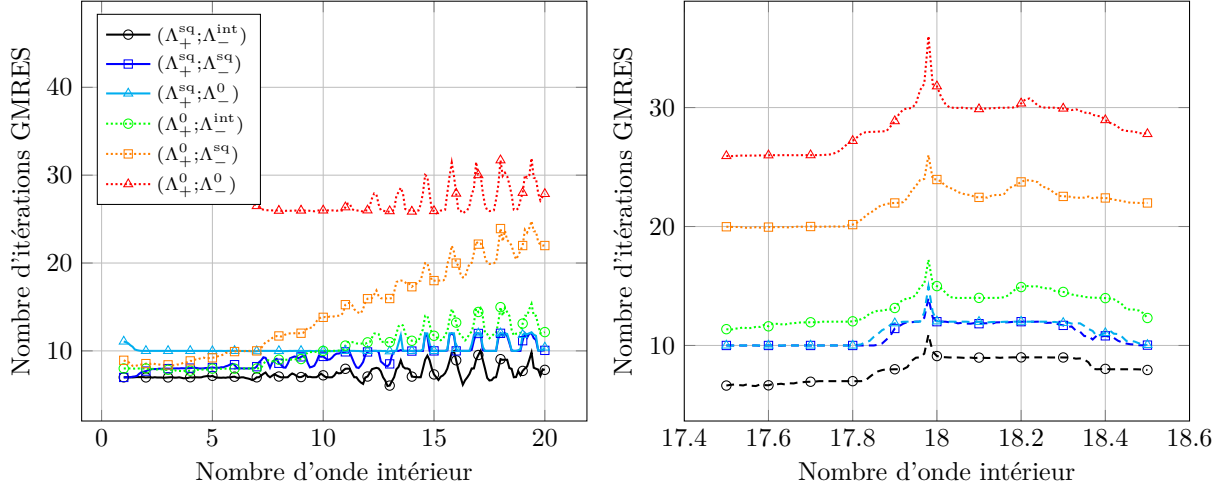 Nombre d'itérations GMRES
40
30
20
10
0
5
10
15
20
Nombre d'onde intérieur
(Λ₊^sq;Λ₋^int)
(Λ₊^sq;Λ₋^sq)
(Λ₊^sq;Λ₋^0)
(Λ₊^0;Λ₋^int)
(Λ₊^0;Λ₋^sq)
(Λ₊^0;Λ₋^0)
Nombre d'itérations GMRES
30
20
10
17.4
17.6
17.8
18
18.2
18.4
18.6
Nombre d'onde intérieur